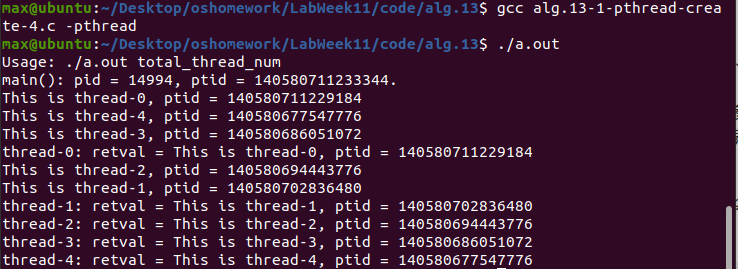 max@ubuntu:~/Desktop/oshomework/LabWeek11/code/alg.13$ gcc alg.13-1-pthread-crea
te-4.c -pthread
max@ubuntu:~/Desktop/oshomework/LabWeek11/code/alg.13$ ./a.out
Usage: ./a.out total_thread_num
main(): pid = 14994, ptid = 140580711233344.
This is thread-0, ptid = 140580711229184
This is thread-4, ptid = 140580677547776
This is thread-3, ptid = 140580686051072
thread-0: retval = This is thread-0, ptid = 140580711229184
This is thread-2, ptid = 140580694443776
This is thread-1, ptid = 140580702836480
thread-1: retval = This is thread-1, ptid = 140580702836480
thread-2: retval = This is thread-2, ptid = 140580694443776
thread-3: retval = This is thread-3, ptid = 140580686051072
thread-4: retval = This is thread-4, ptid = 140580677547776